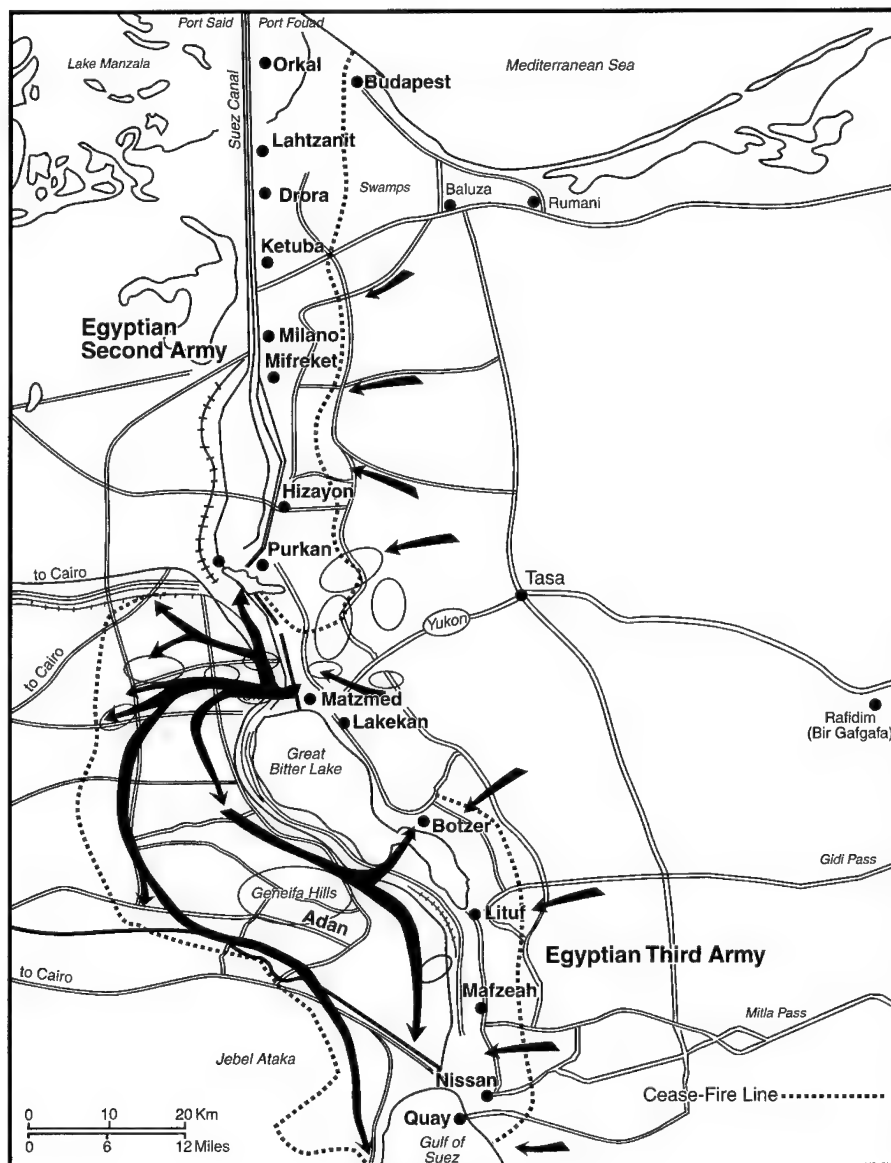 Port Said
Port Fouad
Lake Manzala
Orkal
Mediterranean Sea
Budapest
Suez Canal
Lahtzanit
Swamps
Drora
Baluza
Rumani
Ketuba
Egyptian
Second Army
Milano
Mifreket
Hizayon
Purkan
to Cairo
Tasa
Yukon
to Cairo
Matzmed
Lakekan
Rafidim
(Bir Gafgafa)
Great
Bitter Lake
Botzer
Gidi Pass
Geneifa Hills
Lituf
Adan
Egyptian Third Army
to Cairo
Mafzeah
Mitla Pass
Jebel Ataka
Nissan
Cease-Fire Line
0 10 20 Km
Quay
0 6 12 Miles
Gulf of
Suez